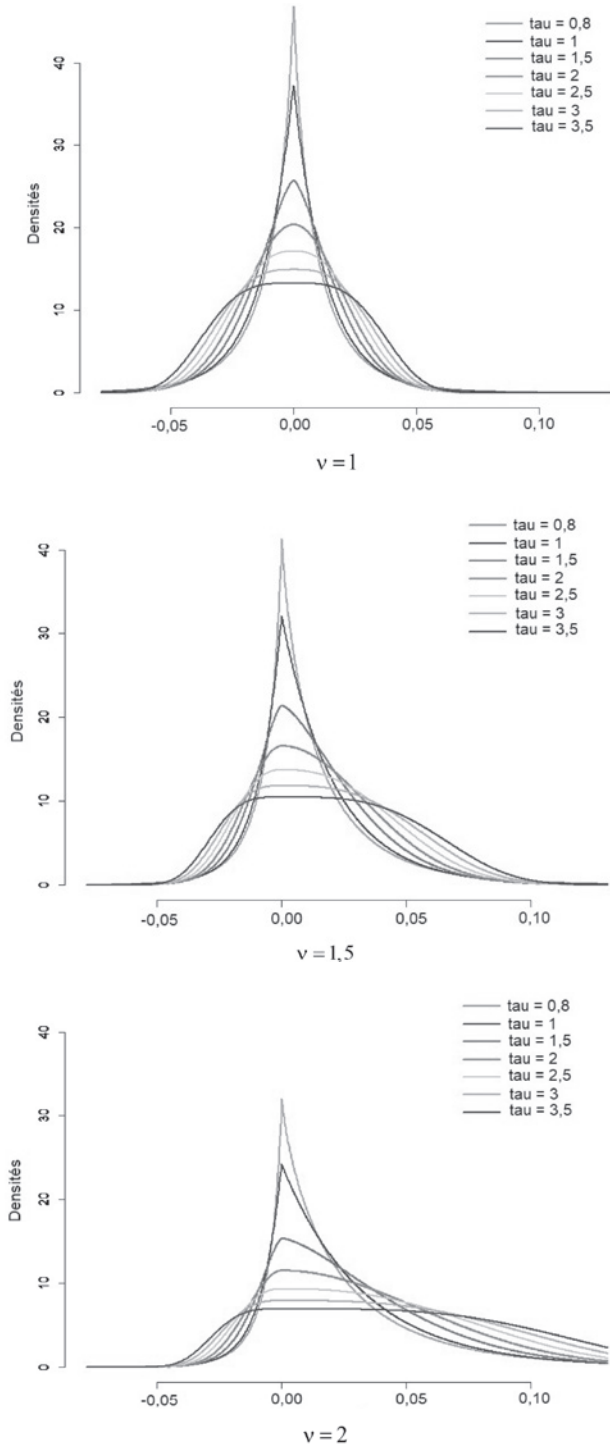 tau = 0,8
tau = 1
tau = 1,5
tau = 2
tau = 2,5
tau = 3
tau = 3,5
Densités
40
30
20
10
0
-0,05 0,00 0,05 0,10
ν = 1
tau = 0,8
tau = 1
tau = 1,5
tau = 2
tau = 2,5
tau = 3
tau = 3,5
Densités
40
30
20
10
0
-0,05 0,00 0,05 0,10
ν = 1,5
tau = 0,8
tau = 1
tau = 1,5
tau = 2
tau = 2,5
tau = 3
tau = 3,5
Densités
40
30
20
10
0
-0,05 0,00 0,05 0,10
ν = 2